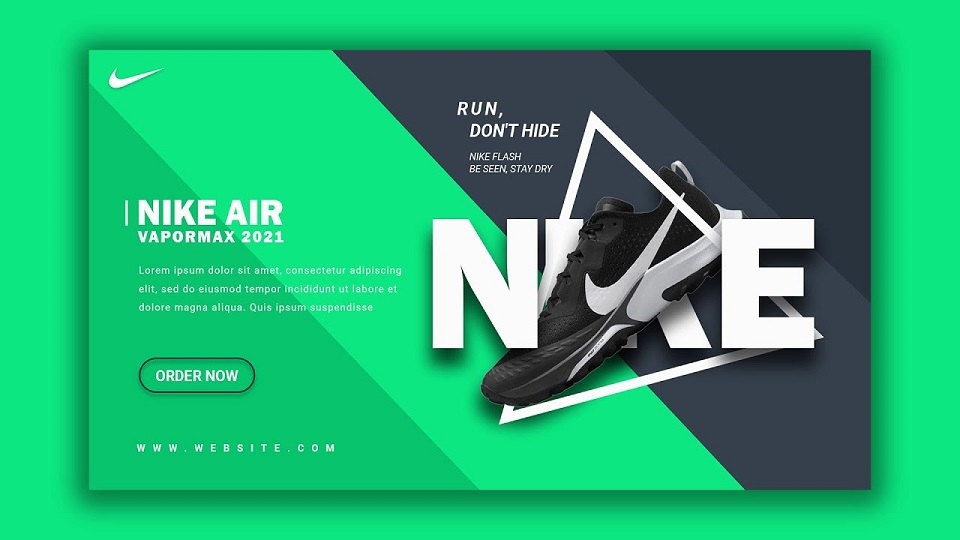 RUN,
DON'T HIDE
NIKE FLASH
BE SEEN, STAY DRY
NIKE AIR
VAPORMAX 2021
Lorem ipsum dolor sit amet, consectetur adipiscing
elit, sed do eiusmod tempor incididunt ut labore et
dolore magna aliqua. Quis ipsum suspendisse
ORDER NOW
WWW.WEBSITE.COM
NIKE